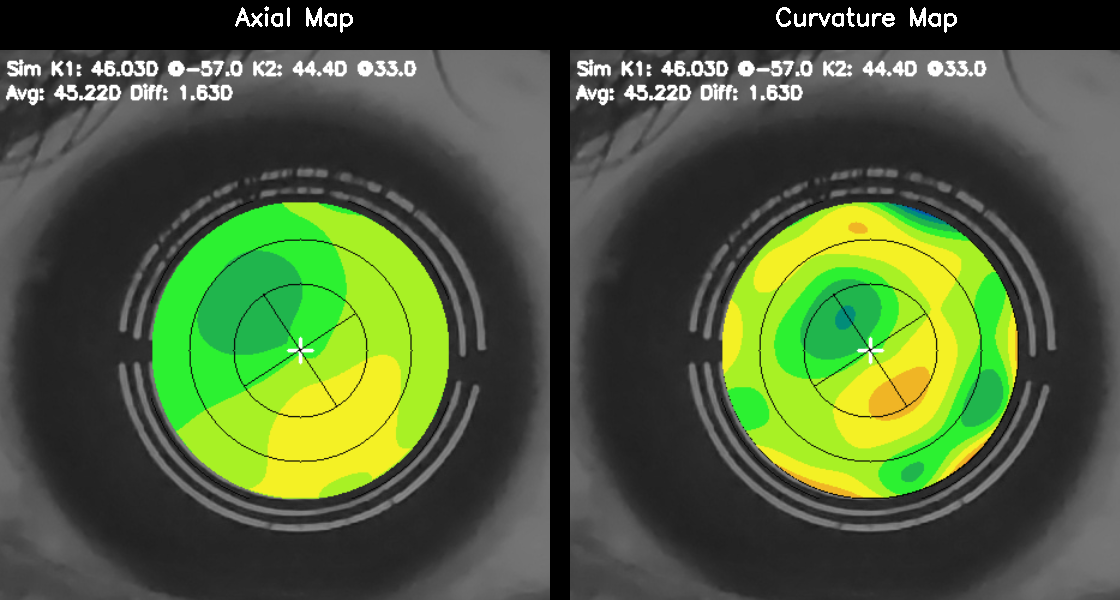 Axial Map
Sim K1: 46.03D @-57.0 K2: 44.4D @33.0
Avg: 45.22D Diff: 1.63D
Curvature Map
Sim K1: 46.03D @-57.0 K2: 44.4D @33.0
Avg: 45.22D Diff: 1.63D